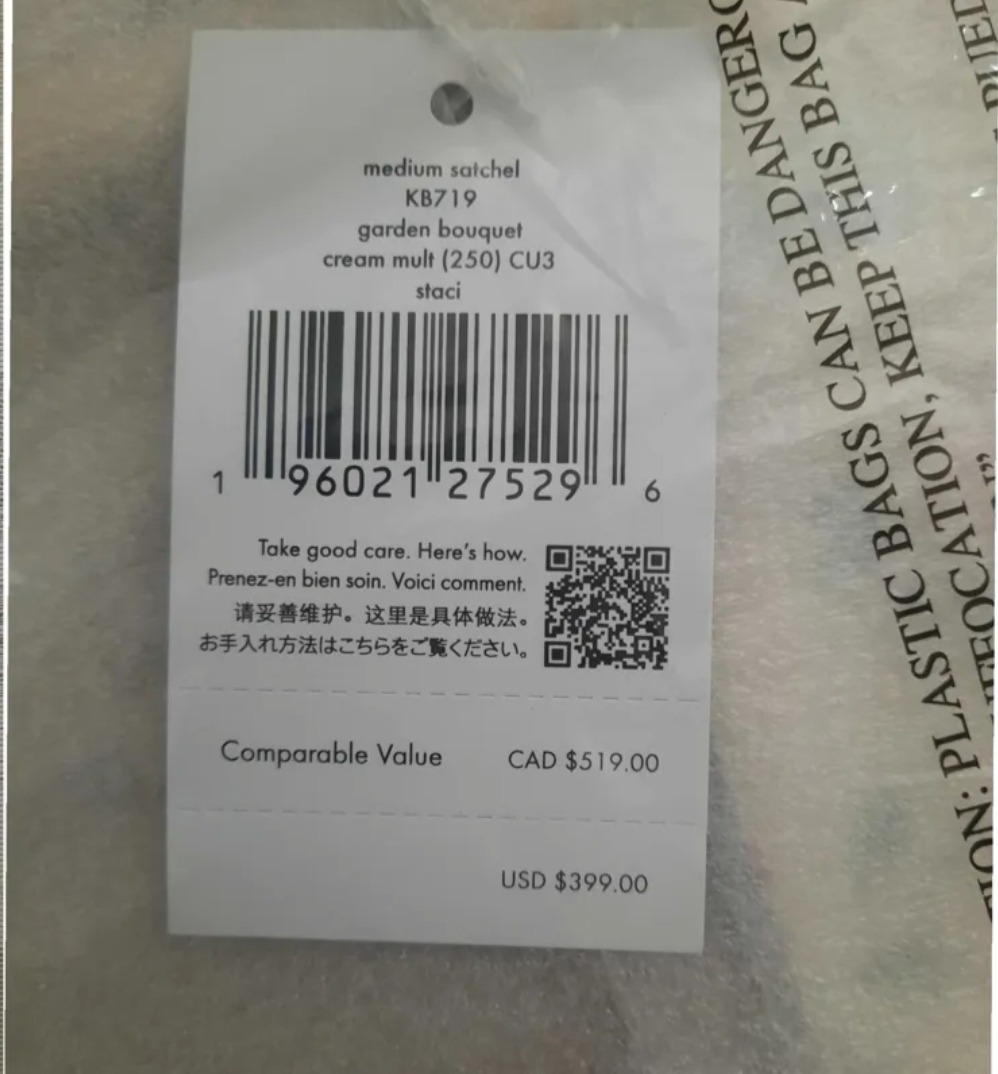 medium satchel
KB719
garden bouquet
cream mult (250) CU3
staci
1 96021 27529 6
Take good care. Here's how.
Prenez-en bien soin. Voici comment.
请妥善维护。这里是具体做法。
お手入れ方法はこちらをご覧ください。
Comparable Value CAD $519.00
USD $399.00
PLASTIC BAGS CAN BE
KEEP THIS BAG